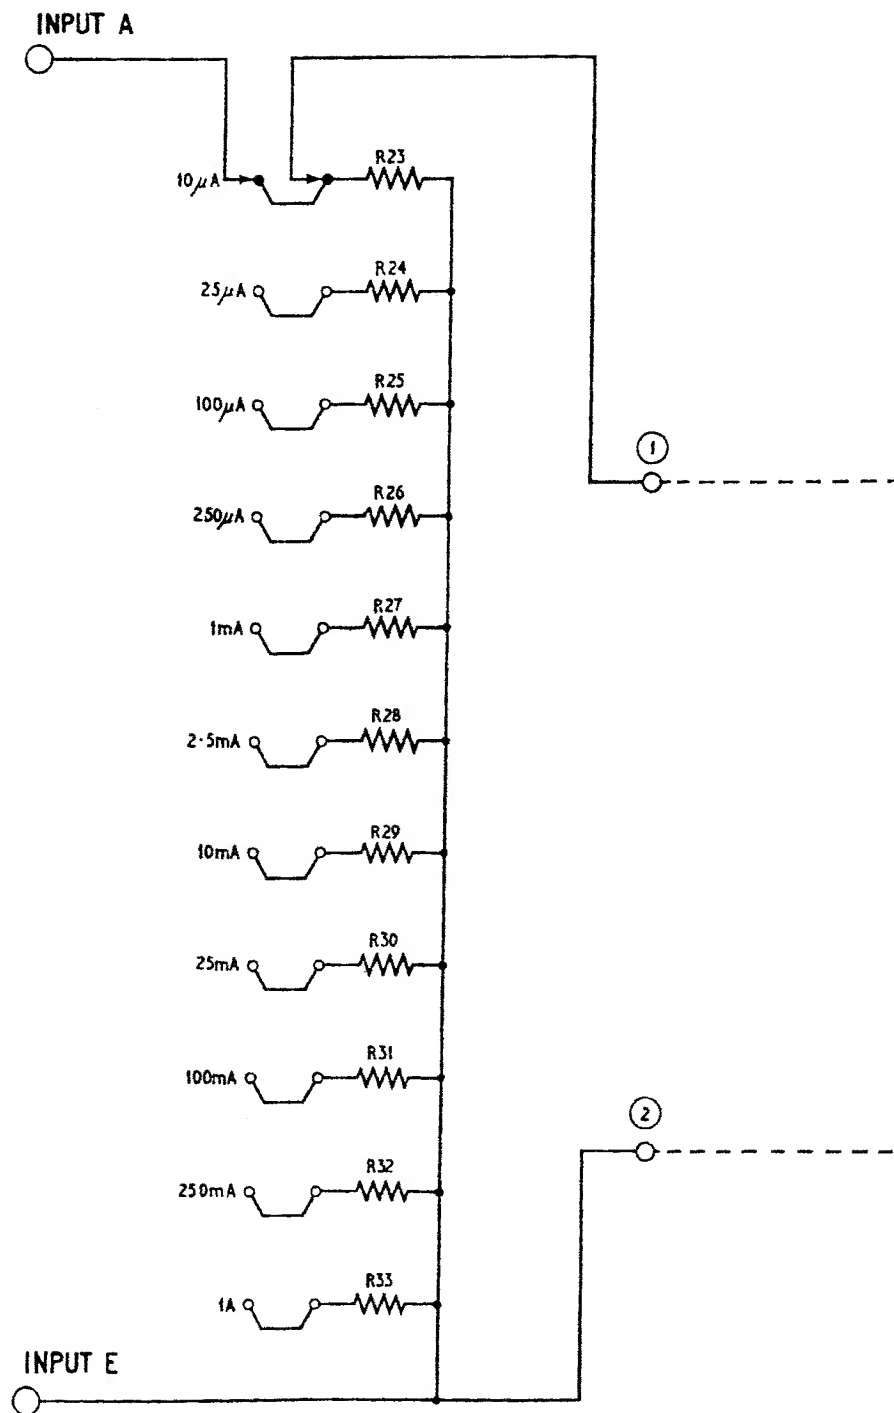 INPUT A
R23
10μA
R24
25μA
R25
100μA
1
R26
250μA
R27
1mA
R28
2·5mA
R29
10mA
R30
25mA
R31
100mA
2
R32
250mA
R33
1A
INPUT E